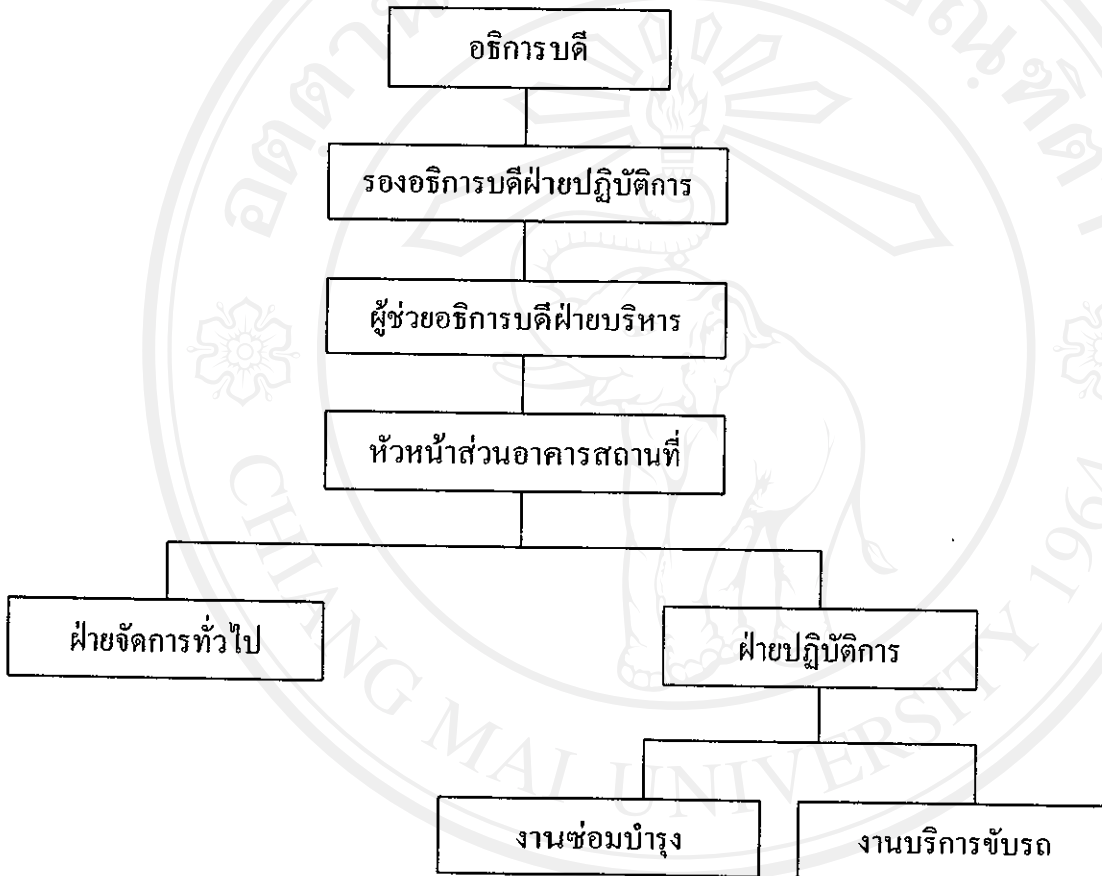 อธิการบดี
รองอธิการบดีฝ่ายปฏิบัติการ
ผู้ช่วยอธิการบดีฝ่ายบริหาร
หัวหน้าส่วนอาคารสถานที่
ฝ่ายจัดการทั่วไป
ฝ่ายปฏิบัติการ
งานซ่อมบำรุง
งานบริการขับรถ
CHIANG MAI UNIVERSITY 1964